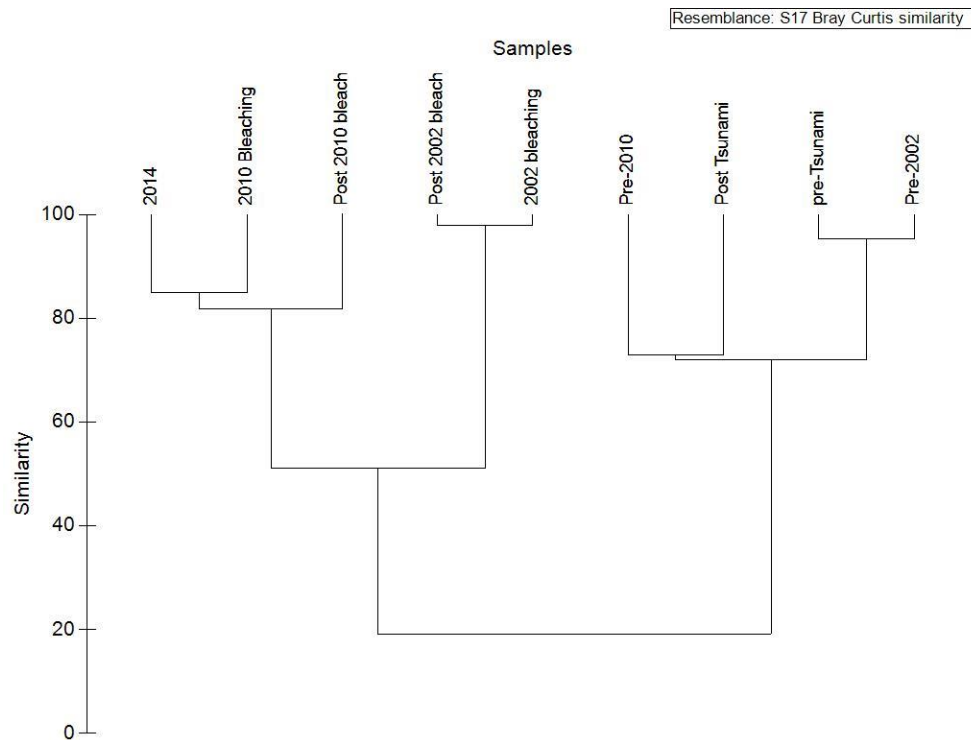 Resemblance: S17 Bray Curtis similarity
Samples
2014
2010 Bleaching
Post 2010 bleach
Post 2002 bleach
2002 bleaching
Pre-2010
Post Tsunami
pre-Tsunami
Pre-2002
100
80
60
40
20
0
Similarity